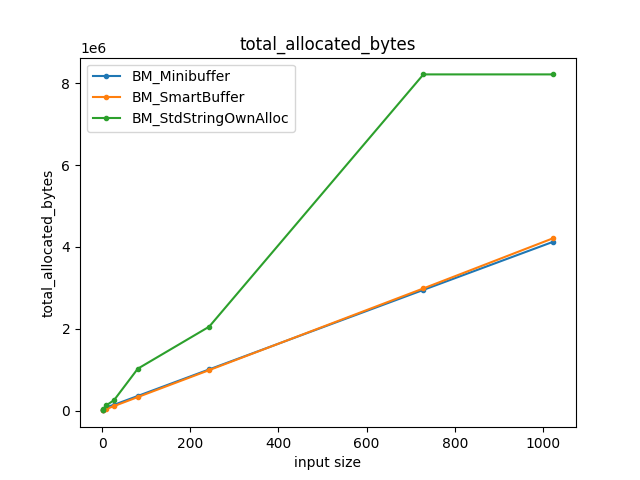 total_allocated_bytes
1e6
BM_Minibuffer
BM_SmartBuffer
BM_StdStringOwnAlloc
8
6
4
2
0
total_allocated_bytes
0 200 400 600 800 1000
input size